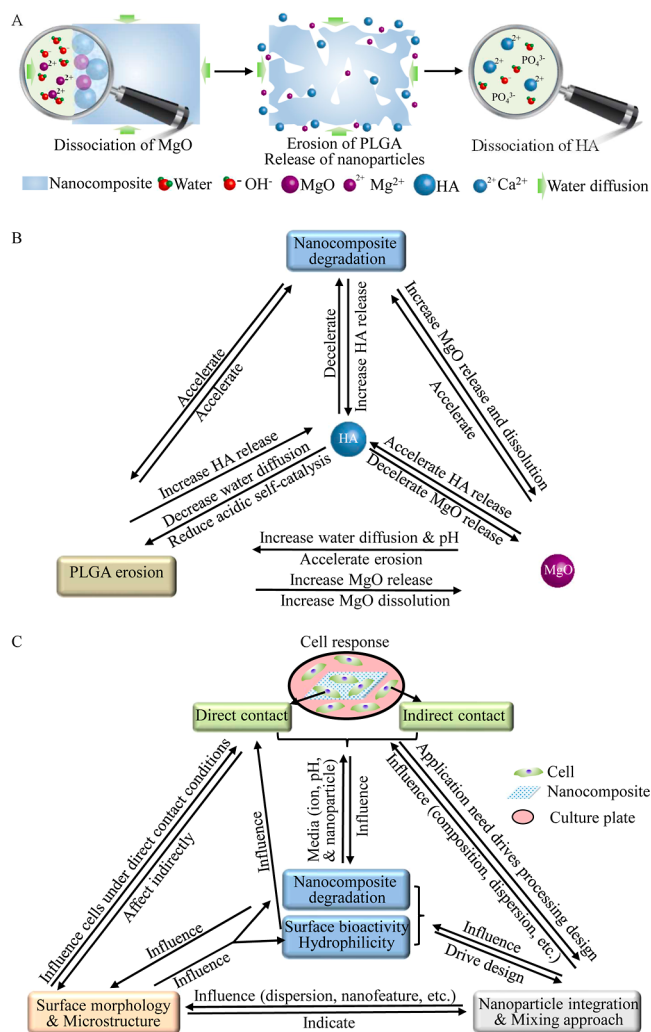 A
2+
2+
2+
Dissociation of MgO
Erosion of PLGA
Release of nanoparticles
Ca2+
PO₄³⁻
2+
PO₄³⁻
Dissociation of HA
Nanocomposite
Water
- OH-
MgO
2+ Mg2+
HA
2+ Ca2+
Water diffusion
B
Nanocomposite
degradation
Accelerate
Accelerate
Decelerate
Increase HA release
Increase MgO release and dissolution
Accelerate
HA
Increase HA release
Decrease water diffusion
Reduce acidic self-catalysis
Accelerate HA release
Decelerate MgO release
Increase water diffusion & pH
Accelerate erosion
PLGA erosion
MgO
Increase MgO release
Increase MgO dissolution
C
Cell response
Direct contact
Indirect contact
Influence cells under direct contact conditions
Affect indirectly
Influence
Media (ion, pH,
& nanoparticle)
Influence
Application need drives processing design
Influence (composition, dispersion, etc.)
Cell
Nanocomposite
Culture plate
Nanocomposite
degradation
Surface bioactivity
Hydrophilicity
Influence
Influence
Influence
Drive design
Surface morphology
& Microstructure
Influence (dispersion, nanofeature, etc.)
Indicate
Nanoparticle integration
& Mixing approach